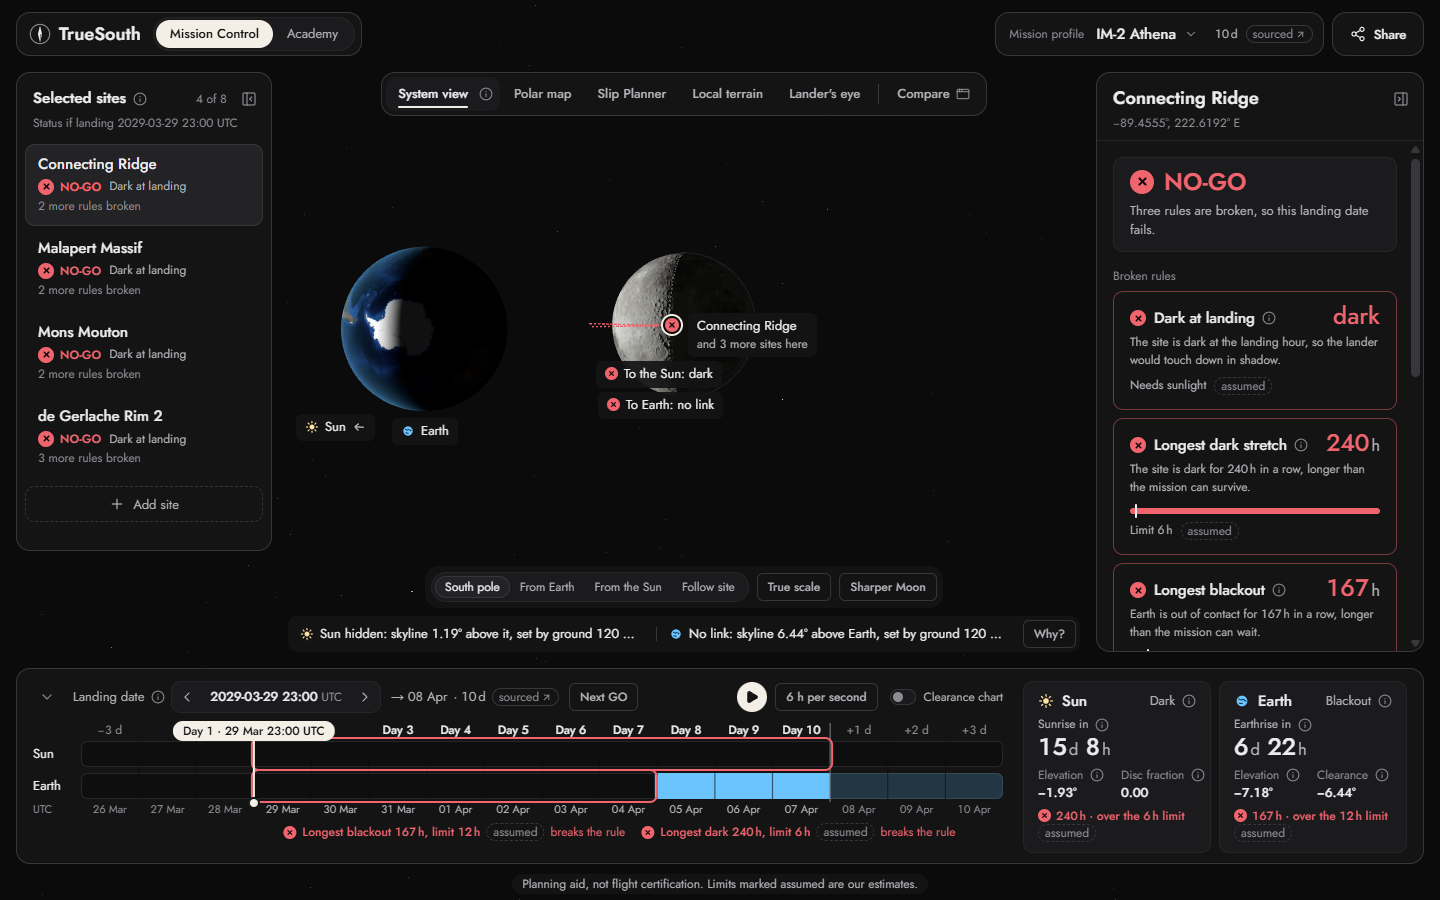 TrueSouth
Mission Control
Academy
Mission profile
IM-2 Athena
10 d
sourced ↗
Share
Selected sites
4 of 8
Status if landing 2029-03-29 23:00 UTC
Connecting Ridge
NO-GO Dark at landing
2 more rules broken
Malapert Massif
NO-GO Dark at landing
2 more rules broken
Mons Mouton
NO-GO Dark at landing
2 more rules broken
de Gerlache Rim 2
NO-GO Dark at landing
3 more rules broken
+ Add site
System view
Polar map
Slip Planner
Local terrain
Lander's eye
Compare
Connecting Ridge
and 3 more sites here
To the Sun: dark
To Earth: no link
Sun ←
Earth
South pole
From Earth
From the Sun
Follow site
True scale
Sharper Moon
Sun hidden: skyline 1.19° above it, set by ground 120 ...
No link: skyline 6.44° above Earth, set by ground 120 ...
Why?
Connecting Ridge
−89.4555°, 222.6192° E
NO-GO
Three rules are broken, so this landing date
fails.
Broken rules
Dark at landing
dark
The site is dark at the landing hour, so the lander
would touch down in shadow.
Needs sunlight assumed
Longest dark stretch
240 h
The site is dark for 240 h in a row, longer than
the mission can survive.
Limit 6 h assumed
Longest blackout
167 h
Earth is out of contact for 167 h in a row, longer
than the mission can wait.
Landing date
2029-03-29 23:00 UTC
→ 08 Apr · 10 d
sourced ↗
Next GO
6 h per second
Clearance chart
−3 d
Day 1 · 29 Mar 23:00 UTC
Day 3 Day 4 Day 5 Day 6 Day 7 Day 8 Day 9 Day 10 +1 d +2 d +3 d
Sun
Earth
UTC 26 Mar 27 Mar 28 Mar 29 Mar 30 Mar 31 Mar 01 Apr 02 Apr 03 Apr 04 Apr 05 Apr 06 Apr 07 Apr 08 Apr 09 Apr 10 Apr
Longest blackout 167 h, limit 12 h assumed breaks the rule
Longest dark 240 h, limit 6 h assumed breaks the rule
Sun
Dark
Sunrise in
15 d 8 h
Elevation
Disc fraction
−1.93°
0.00
240 h · over the 6 h limit
assumed
Earth
Blackout
Earthrise in
6 d 22 h
Elevation
Clearance
−7.18°
−6.44°
167 h · over the 12 h limit
assumed
Planning aid, not flight certification. Limits marked assumed are our estimates.